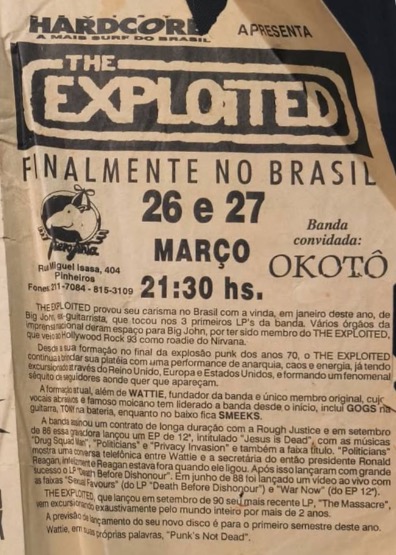 HARDCORE
A MAIS SURF DO BRASIL
APRESENTA
THE
EXPLOITED
FINALMENTE NO BRASIL
26 e 27
MARÇO
21:30 hs.
Rua Miguel Isasa, 404
Pinheiros
Fones 211-7084 - 815-3109
Banda
convidada:
OKOTÔ
THE EXPLOITED provou seu carisma no Brasil com a vinda, em janeiro deste ano, de
Big John, ex-guitarrista, que tocou nos 3 primeiros LP's da banda. Vários órgãos da
imprensa nacional deram espaço para Big John, por ter sido membro do THE EXPLOITED,
que veio ao Hollywood Rock 93 como roadie do Nirvana.
Desde a sua formação no final da explosão punk dos anos 70, o THE EXPLOITED
continua a brindar sua platéia com uma performance de anarquia, caos e energia, já tendo
excursionado através do Reino Unido, Europa e Estados Unidos, e formando um fenomenal
séquito de seguidores aonde quer que apareçam.
A formação atual, além de WATTIE, fundador da banda e único membro original, cujos
vocais abrasivos e famoso moicano tem liderado a banda desde o início, inclui GOGS na
guitarra, TONY na bateria, enquanto no baixo fica SMEEKS.
A banda assinou um contrato de longa duração com a Rough Justice e em setembro
de 86 essa gravadora lançou um EP de 12", intitulado "Jesus is Dead", com as músicas
"Drug Squad Man", "Politicians" e "Privacy Invasion" e também a faixa título. "Politicians"
mostra uma conversa telefônica entre Wattie e a secretária do então presidente Ronald
Reagan, infelizmente Reagan estava fora quando ele ligou. Após isso lançaram com grande
sucesso o LP "Death Before Dishonour". Em junho de 88 foi lançado um vídeo ao vivo com
as faixas "Sexual Favours" (do LP "Death Before Dishonour") e "War Now" (do EP 12").
THE EXPLOITED, que lançou em setembro de 90 seu mais recente LP, "The Massacre",
vem excursionando exaustivamente pelo mundo inteiro por mais de 2 anos.
A previsão de lançamento do seu novo disco é para o primeiro semestre deste ano.
Wattie, em suas próprias palavras, "Punk's Not Dead".